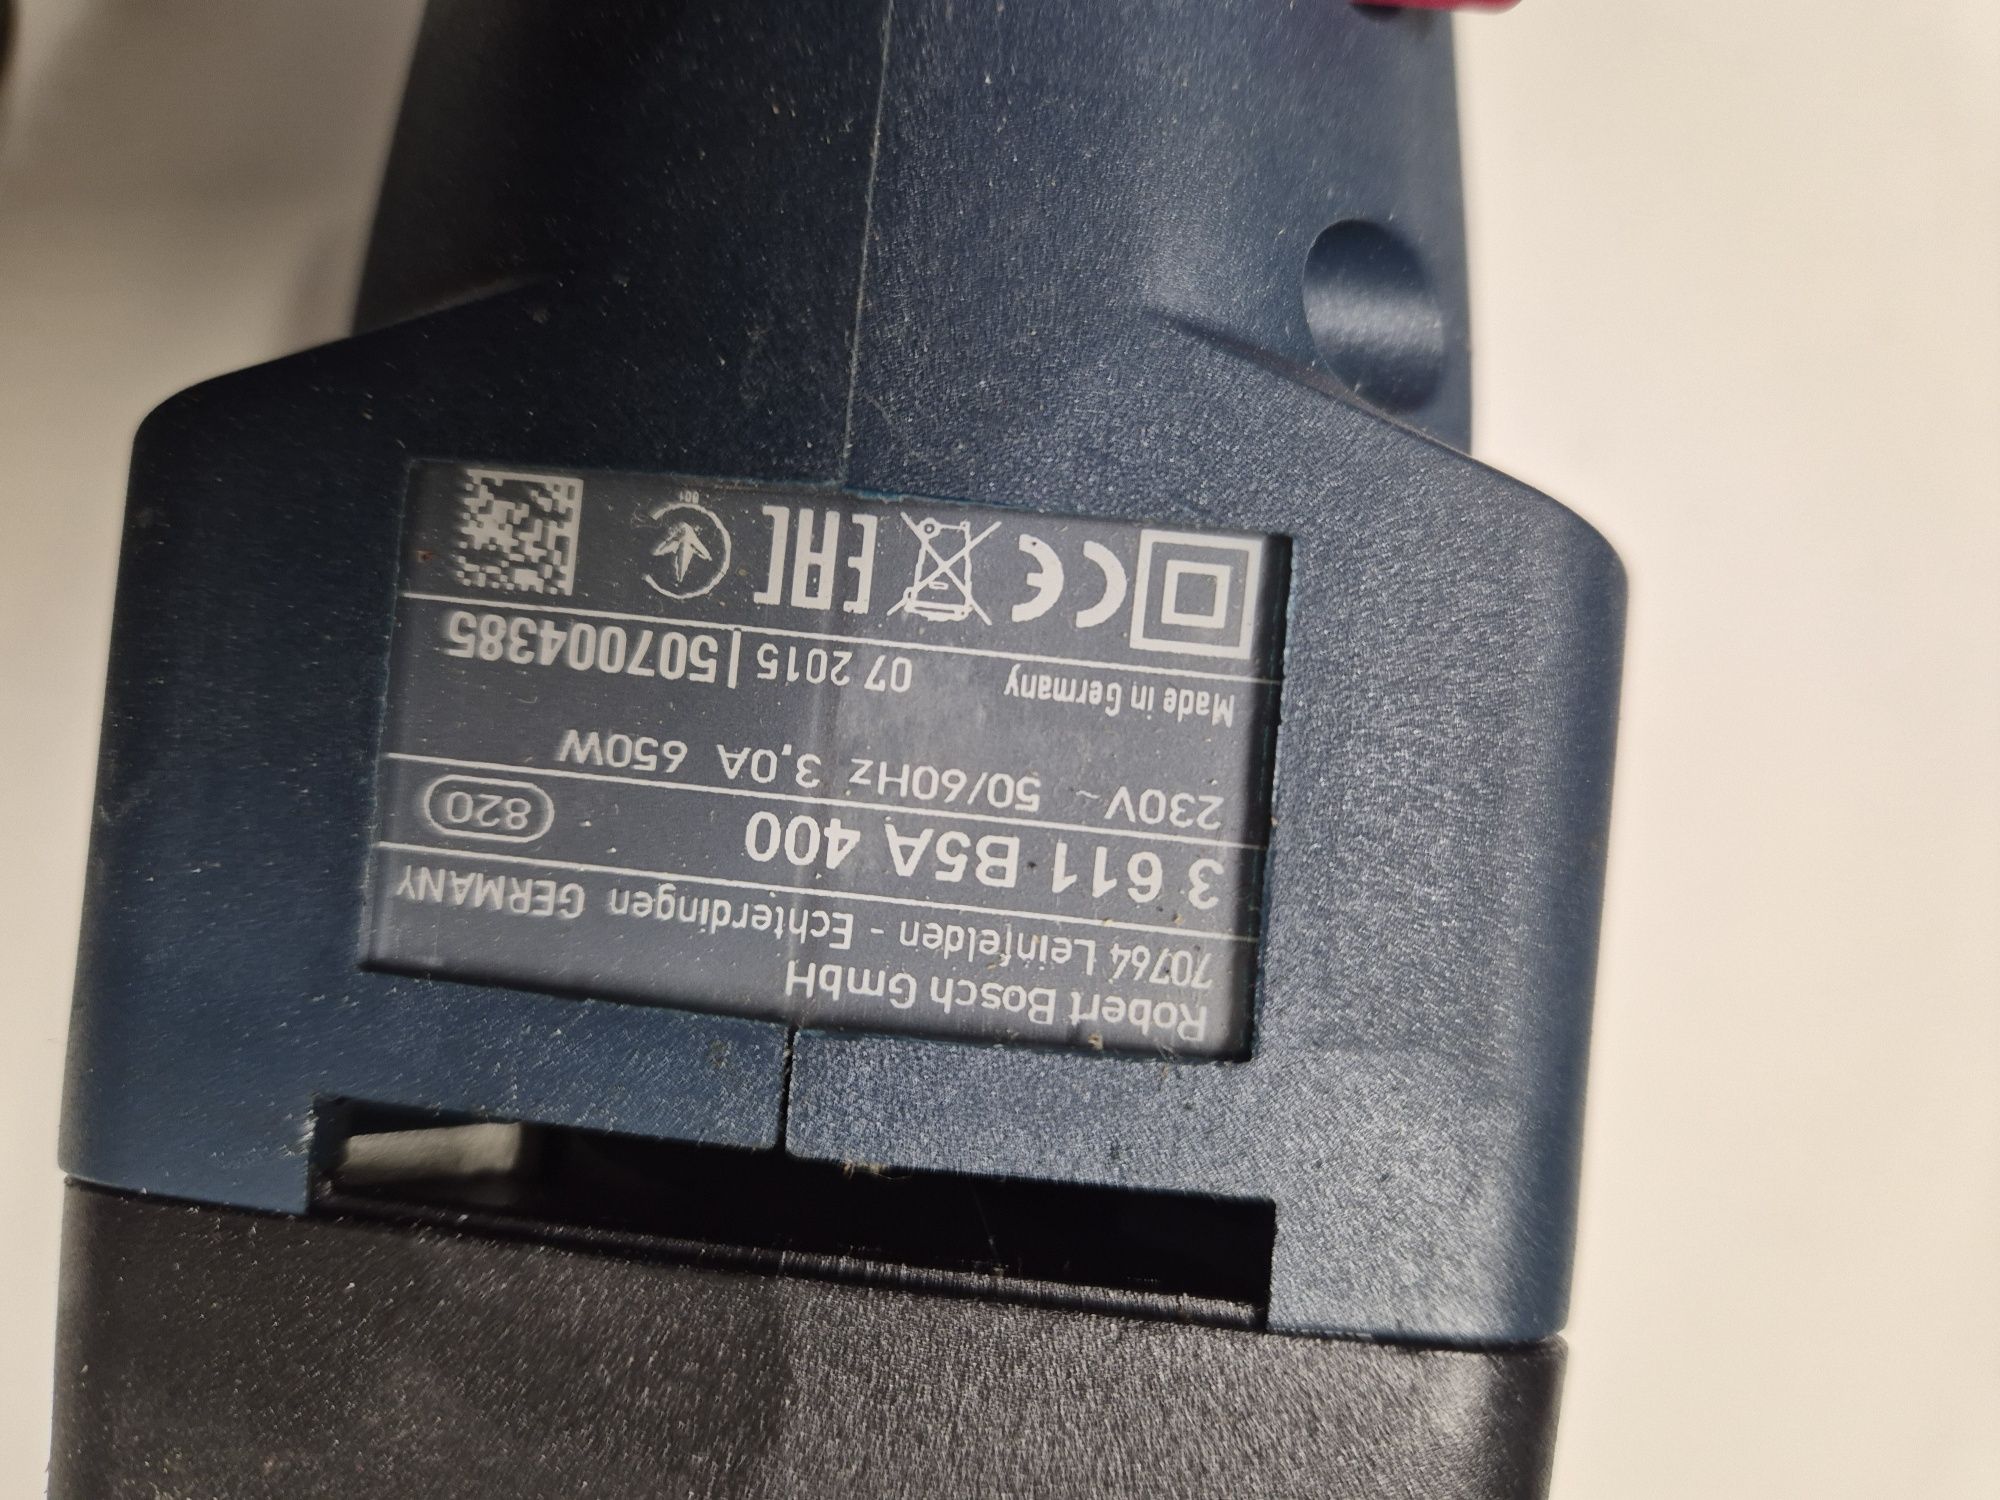 Robert Bosch GmbH
70764 Leinfelden - Echterdingen GERMANY
3 611 B5A 400 820
230V ~ 50/60Hz 3,0A 650W
Made in Germany 07 2015 | 507004385
CE EAC 001